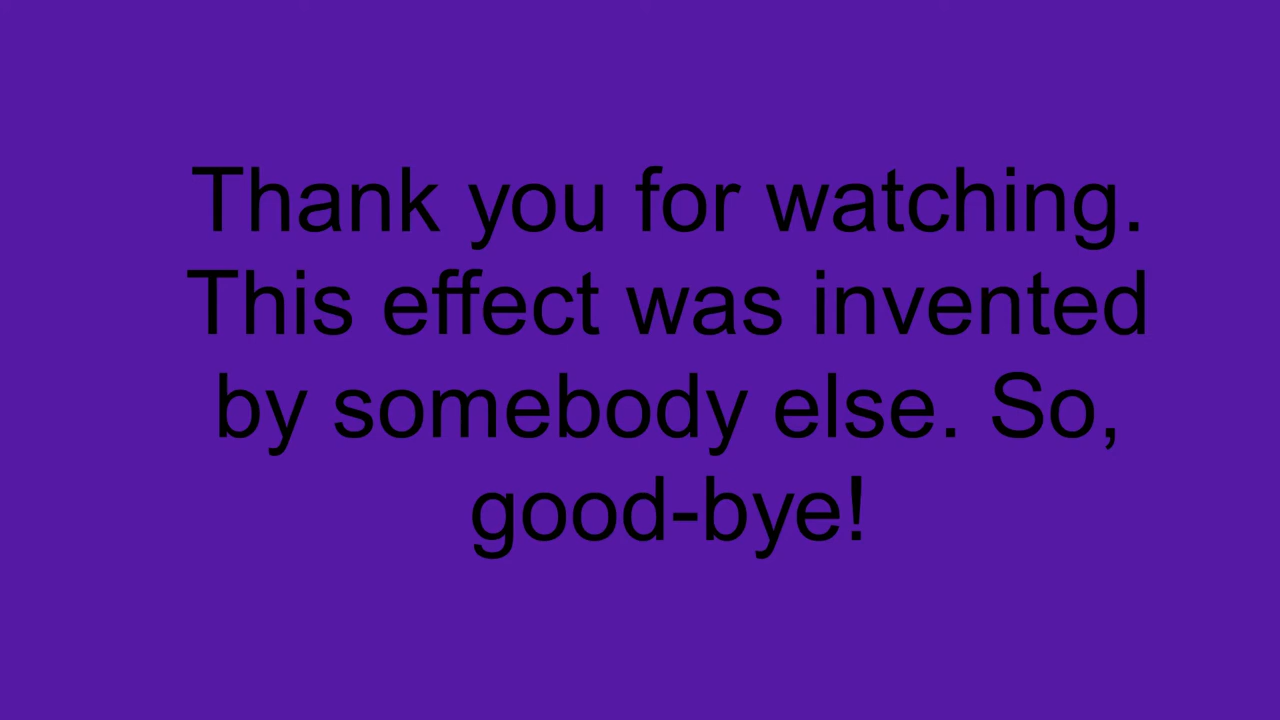 Thank you for watching.
This effect was invented
by somebody else. So,
good-bye!